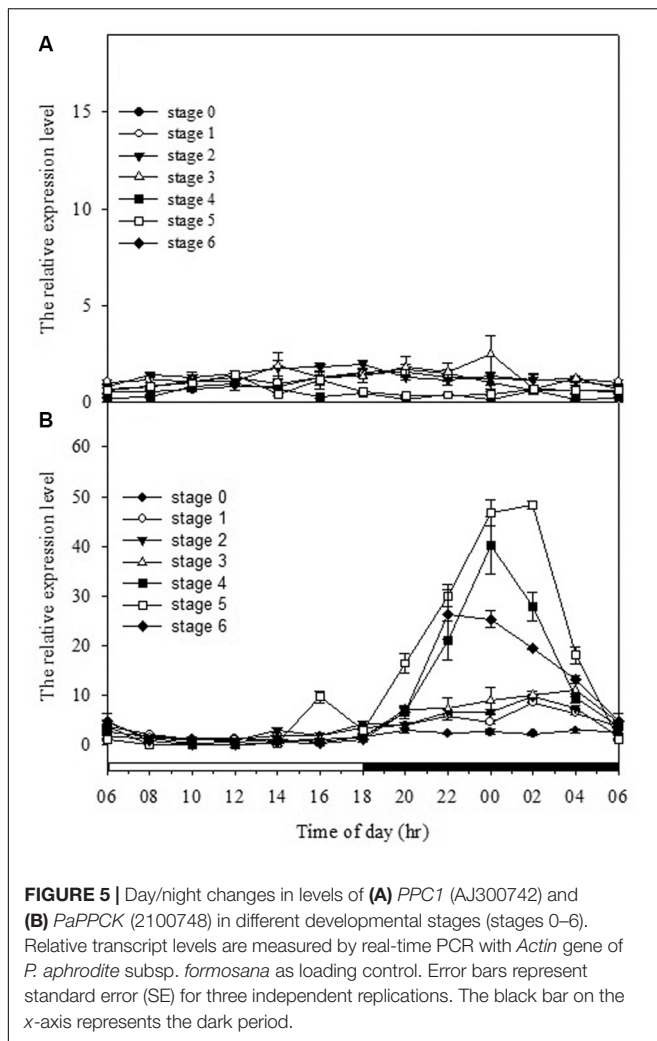 A
The relative expression level
15
10
5
0
stage 0
stage 1
stage 2
stage 3
stage 4
stage 5
stage 6
B
The relative expression level
60
50
40
30
20
10
0
stage 0
stage 1
stage 2
stage 3
stage 4
stage 5
stage 6
06 08 10 12 14 16 18 20 22 00 02 04 06
Time of day (hr)
FIGURE 5 | Day/night changes in levels of (A) PPC1 (AJ300742) and
(B) PaPPCK (2100748) in different developmental stages (stages 0–6).
Relative transcript levels are measured by real-time PCR with Actin gene of
P. aphrodite subsp. formosana as loading control. Error bars represent
standard error (SE) for three independent replications. The black bar on the
x-axis represents the dark period.